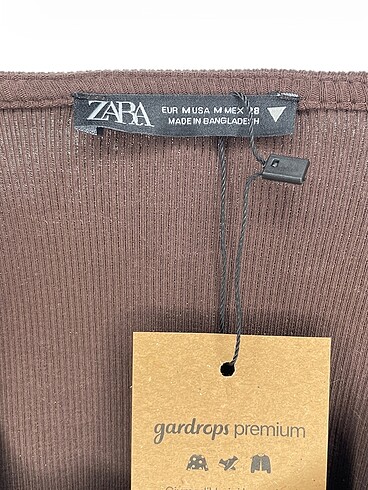 ZARA
EUR M USA M MEX 28
MADE IN BANGLADESH
gardrops premium